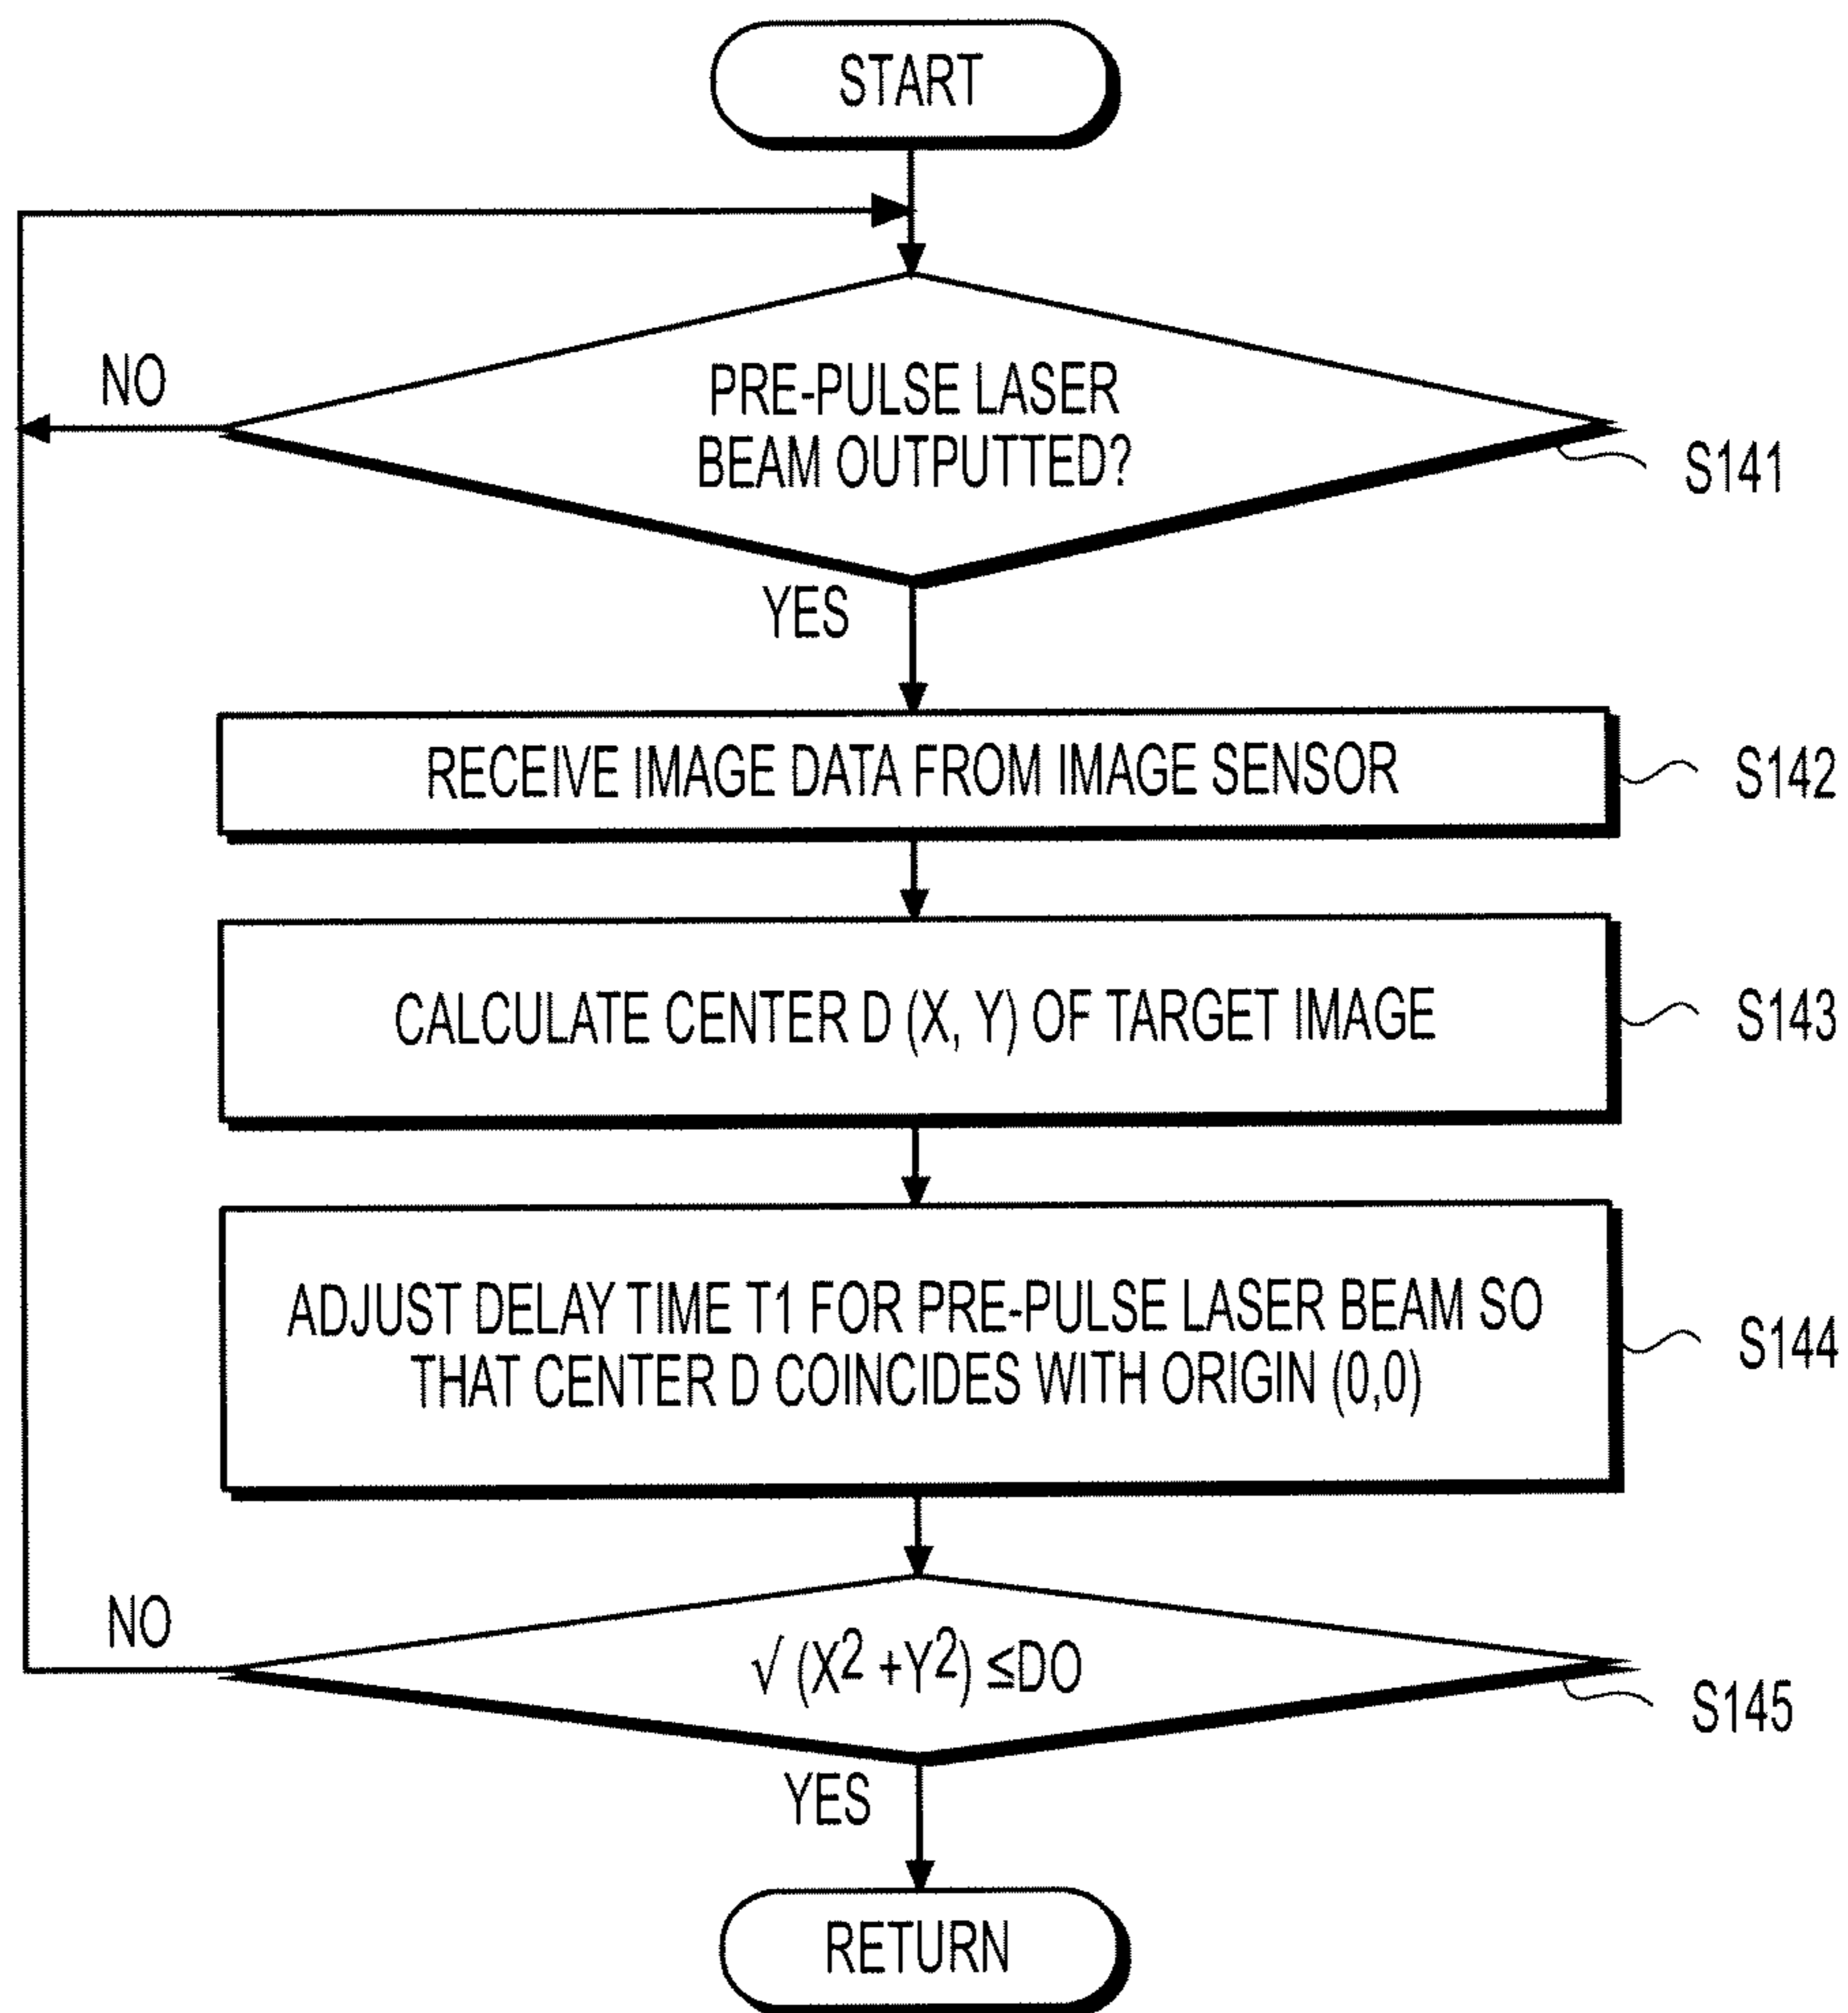 START
NO
PRE-PULSE LASER
BEAM OUTPUTTED?
S141
YES
RECEIVE IMAGE DATA FROM IMAGE SENSOR
S142
CALCULATE CENTER D (X, Y) OF TARGET IMAGE
S143
ADJUST DELAY TIME T1 FOR PRE-PULSE LASER BEAM SO
THAT CENTER D COINCIDES WITH ORIGIN (0,0)
S144
NO
√ (X² +Y²) ≤DO
S145
YES
RETURN